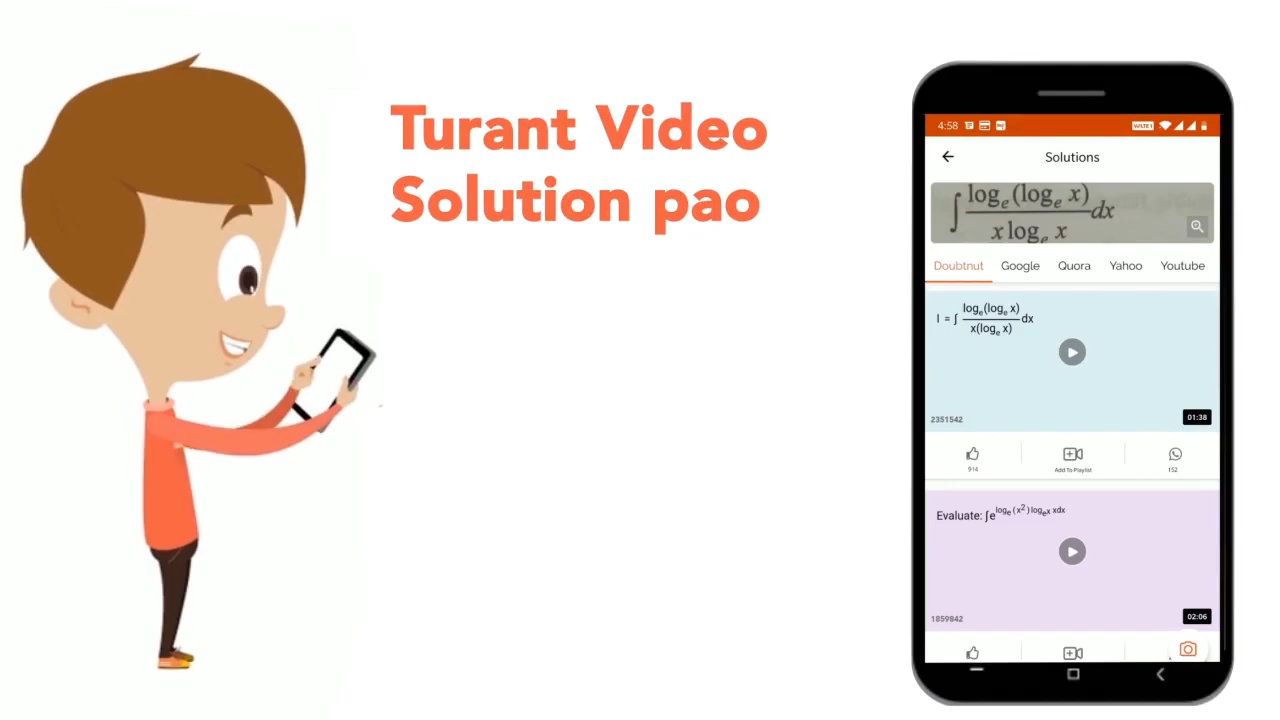 Turant Video
Solution pao
4:58
VoLTE1
Solutions
∫ logₑ(logₑ x) / x logₑ x dx
Doubtnut Google Quora Yahoo Youtube
I = ∫ logₑ(logₑ x) / x(logₑ x) dx
2351542 01:38
914 Add To Playlist 152
Evaluate: ∫e^logₑ(x²)logₑx xdx
1859842 02:06